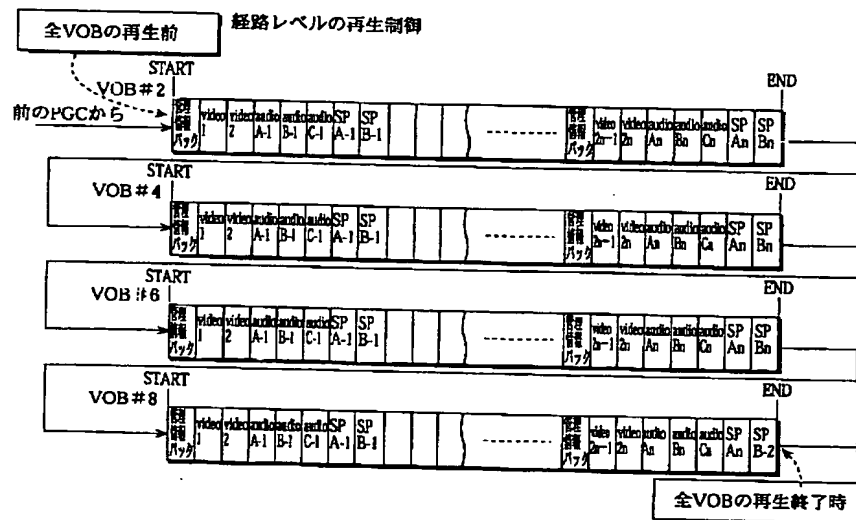 全VOBの再生前
経路レベルの再生制御
START
END
VOB#2
前のPGCから
管理情報パック video 1 video 2 audio A-1 audio B-1 audio C-1 SP A-1 SP B-1 管理情報パック video 2n-1 video 2n audio An audio Bn audio Cn SP An SP Bn
START
END
VOB#4
管理情報パック video 1 video 2 audio A-1 audio B-1 audio C-1 SP A-1 SP B-1 管理情報パック video 2n-1 video 2n audio An audio Bn audio Cn SP An SP Bn
START
END
VOB#6
管理情報パック video 1 video 2 audio A-1 audio B-1 audio C-1 SP A-1 SP B-1 管理情報パック video 2n-1 video 2n audio An audio Bn audio Cn SP An SP Bn
START
END
VOB#8
管理情報パック video 1 video 2 audio A-1 audio B-1 audio C-1 SP A-1 SP B-1 管理情報パック video 2n-1 video 2n audio An audio Bn audio Cn SP An SP B-2
全VOBの再生終了時